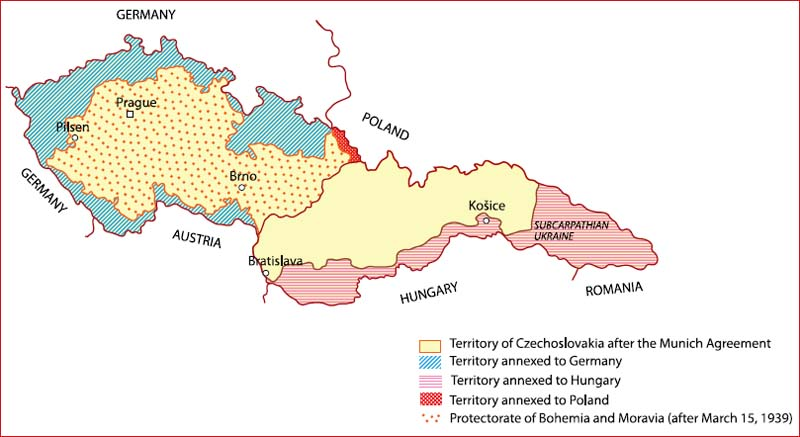 GERMANY
Prague
POLAND
Pilsen
GERMANY
Brno
Košice
SUBCARPATHIAN
UKRAINE
AUSTRIA
Bratislava
HUNGARY
ROMANIA
Territory of Czechoslovakia after the Munich Agreement
Territory annexed to Germany
Territory annexed to Hungary
Territory annexed to Poland
Protectorate of Bohemia and Moravia (after March 15, 1939)